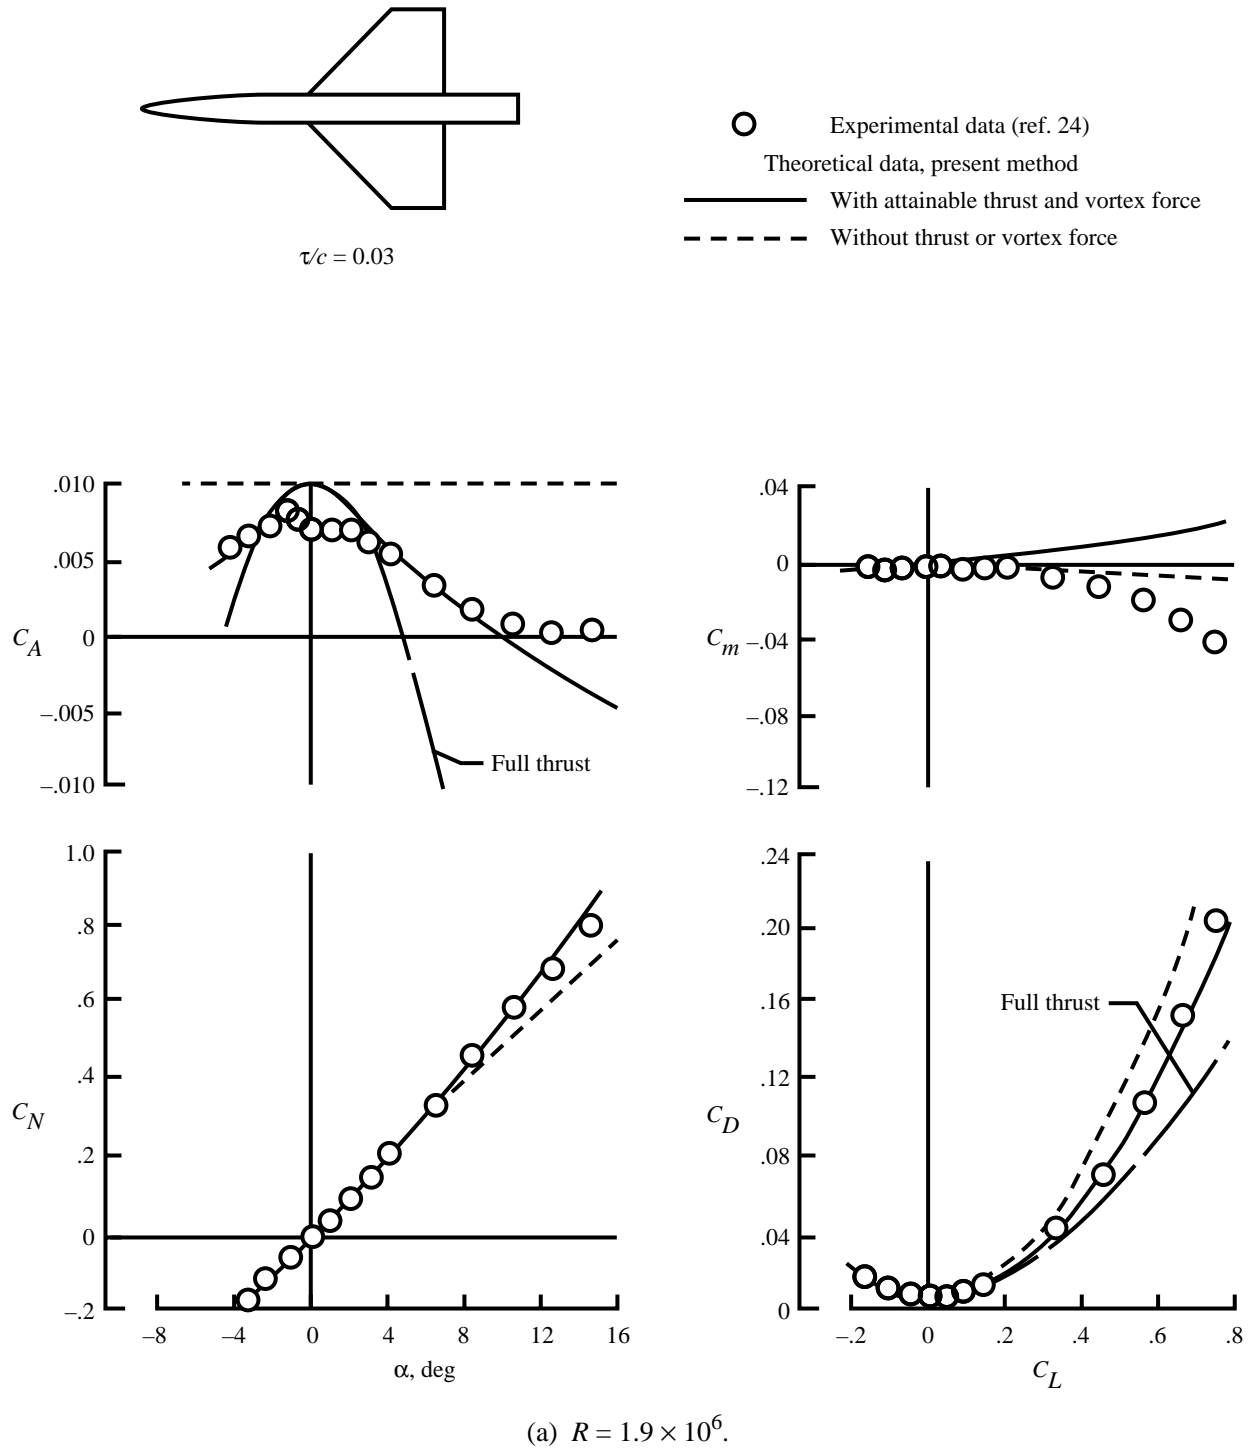 τ/c = 0.03
Experimental data (ref. 24)
Theoretical data, present method
With attainable thrust and vortex force
Without thrust or vortex force
.010
.005
0
–.005
–.010
C_A
Full thrust
.04
0
–.04
–.08
–.12
C_m
1.0
.8
.6
.4
.2
0
–.2
C_N
–8 –4 0 4 8 12 16
α, deg
.24
.20
.16
.12
.08
.04
0
C_D
Full thrust
–.2 0 .2 .4 .6 .8
C_L
(a) R = 1.9 × 10^6.